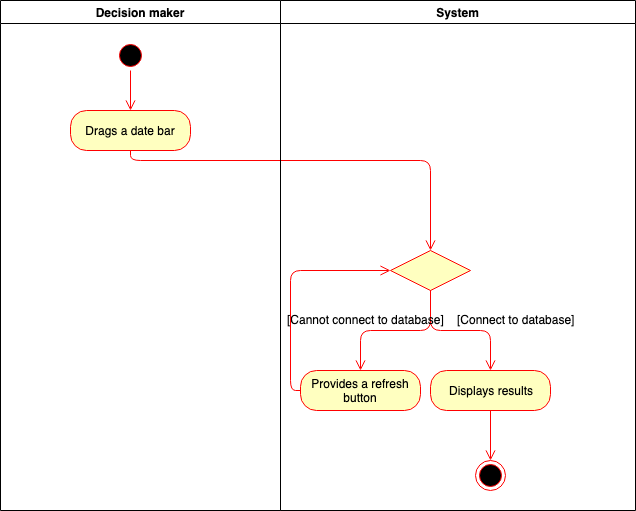 Decision maker
System
Drags a date bar
[Cannot connect to database]
[Connect to database]
Provides a refresh
button
Displays results